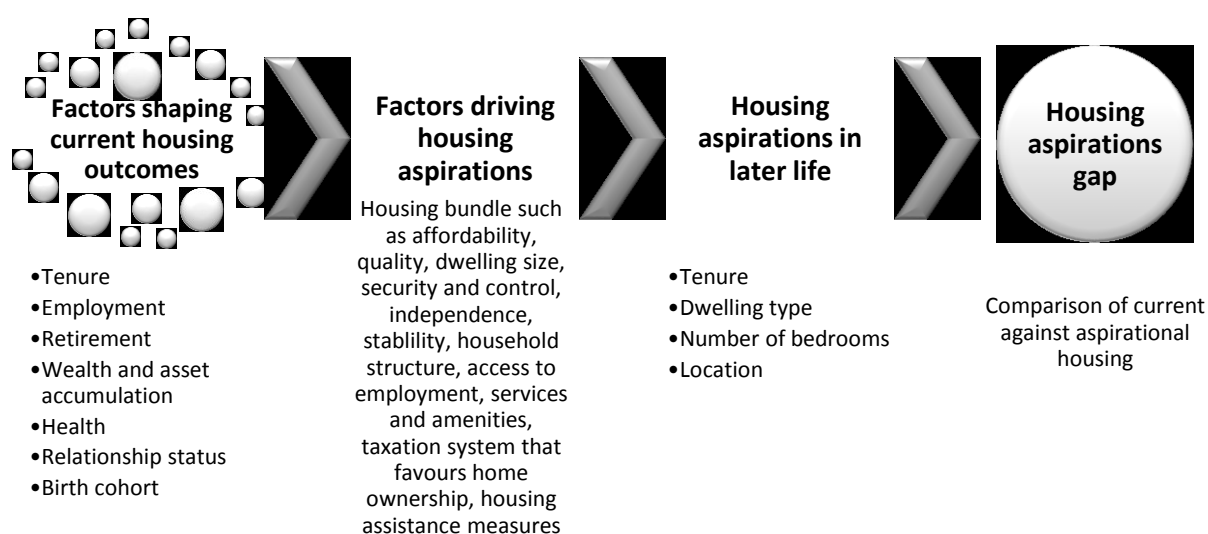 Factors shaping
current housing
outcomes
•Tenure
•Employment
•Retirement
•Wealth and asset
accumulation
•Health
•Relationship status
•Birth cohort
Factors driving
housing
aspirations
Housing bundle such
as affordability,
quality, dwelling size,
security and control,
independence,
stablility, household
structure, access to
employment, services
and amenities,
taxation system that
favours home
ownership, housing
assistance measures
Housing
aspirations in
later life
•Tenure
•Dwelling type
•Number of bedrooms
•Location
Housing
aspirations
gap
Comparison of current
against aspirational
housing